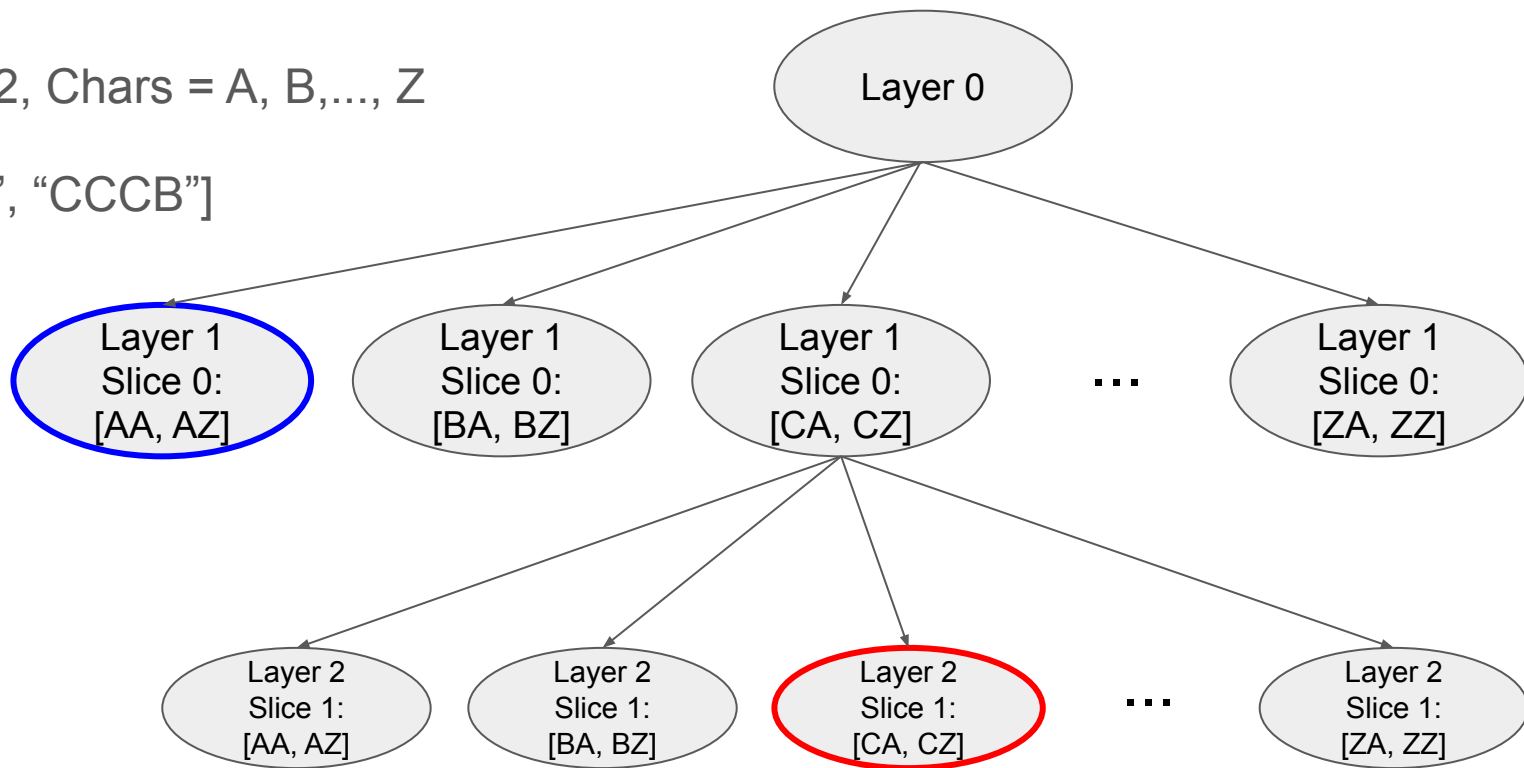 2, Chars = A, B,..., Z
”, “CCCB”]
Layer 0
Layer 1
Slice 0:
[AA, AZ]
Layer 1
Slice 0:
[BA, BZ]
Layer 1
Slice 0:
[CA, CZ]
...
Layer 1
Slice 0:
[ZA, ZZ]
Layer 2
Slice 1:
[AA, AZ]
Layer 2
Slice 1:
[BA, BZ]
Layer 2
Slice 1:
[CA, CZ]
...
Layer 2
Slice 1:
[ZA, ZZ]